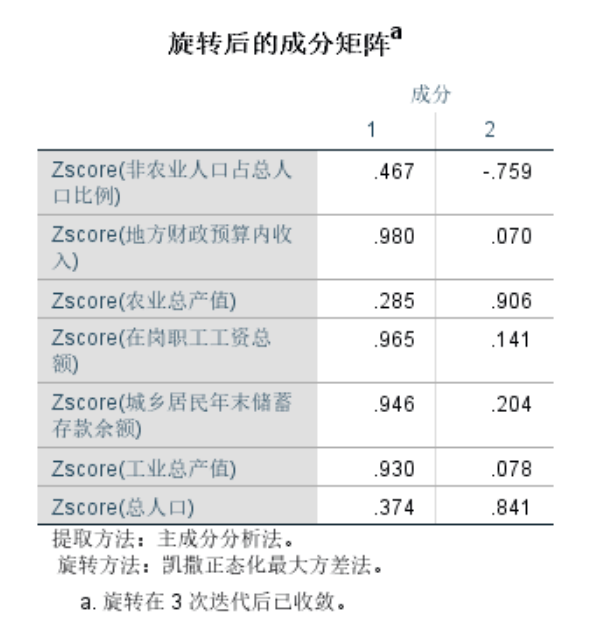 旋转后的成分矩阵a
成分
1 2
Zscore(非农业人口占总人 .467 -.759
口比例)
Zscore(地方财政预算内收 .980 .070
入)
Zscore(农业总产值) .285 .906
Zscore(在岗职工工资总 .965 .141
额)
Zscore(城乡居民年末储蓄 .946 .204
存款余额)
Zscore(工业总产值) .930 .078
Zscore(总人口) .374 .841
提取方法：主成分分析法。
旋转方法：凯撒正态化最大方差法。
a. 旋转在 3 次迭代后已收敛。